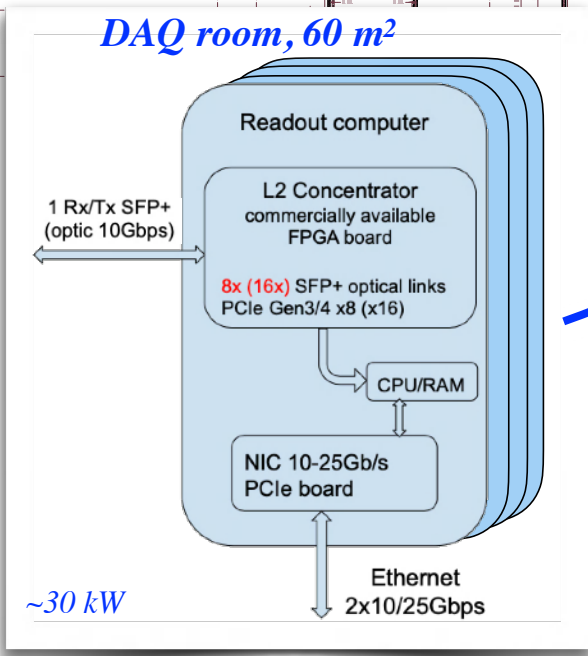 DAQ room, 60 m²
Readout computer
L2 Concentrator
commercially available
FPGA board
1 Rx/Tx SFP+
(optic 10Gbps)
8x (16x) SFP+ optical links
PCIe Gen3/4 x8 (x16)
CPU/RAM
NIC 10-25Gb/s
PCIe board
Ethernet
2x10/25Gbps
~30 kW